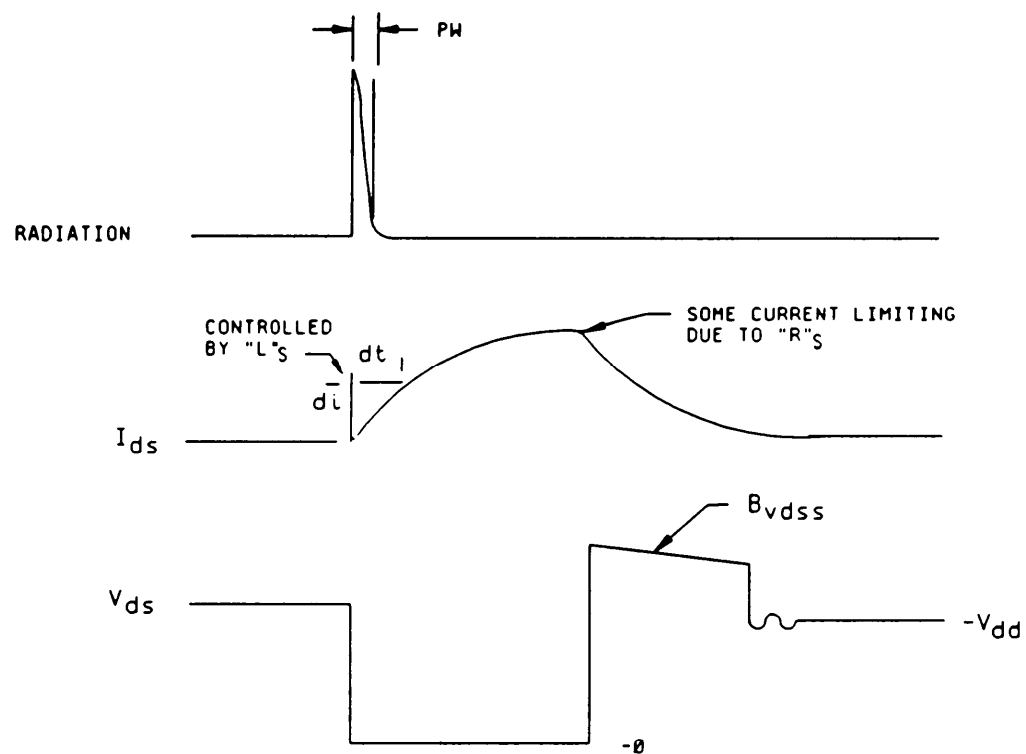 PW
RADIATION
CONTROLLED
BY "L"S
SOME CURRENT LIMITING
DUE TO "R"S
dt
di
Ids
Bvdss
Vds
-Vdd
-0